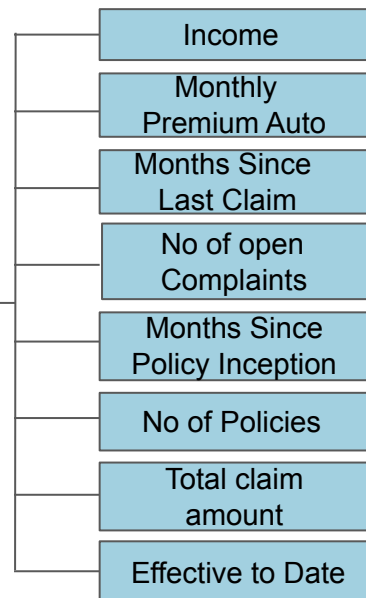 Income
Monthly
Premium Auto
Months Since
Last Claim
No of open
Complaints
Months Since
Policy Inception
No of Policies
Total claim
amount
Effective to Date